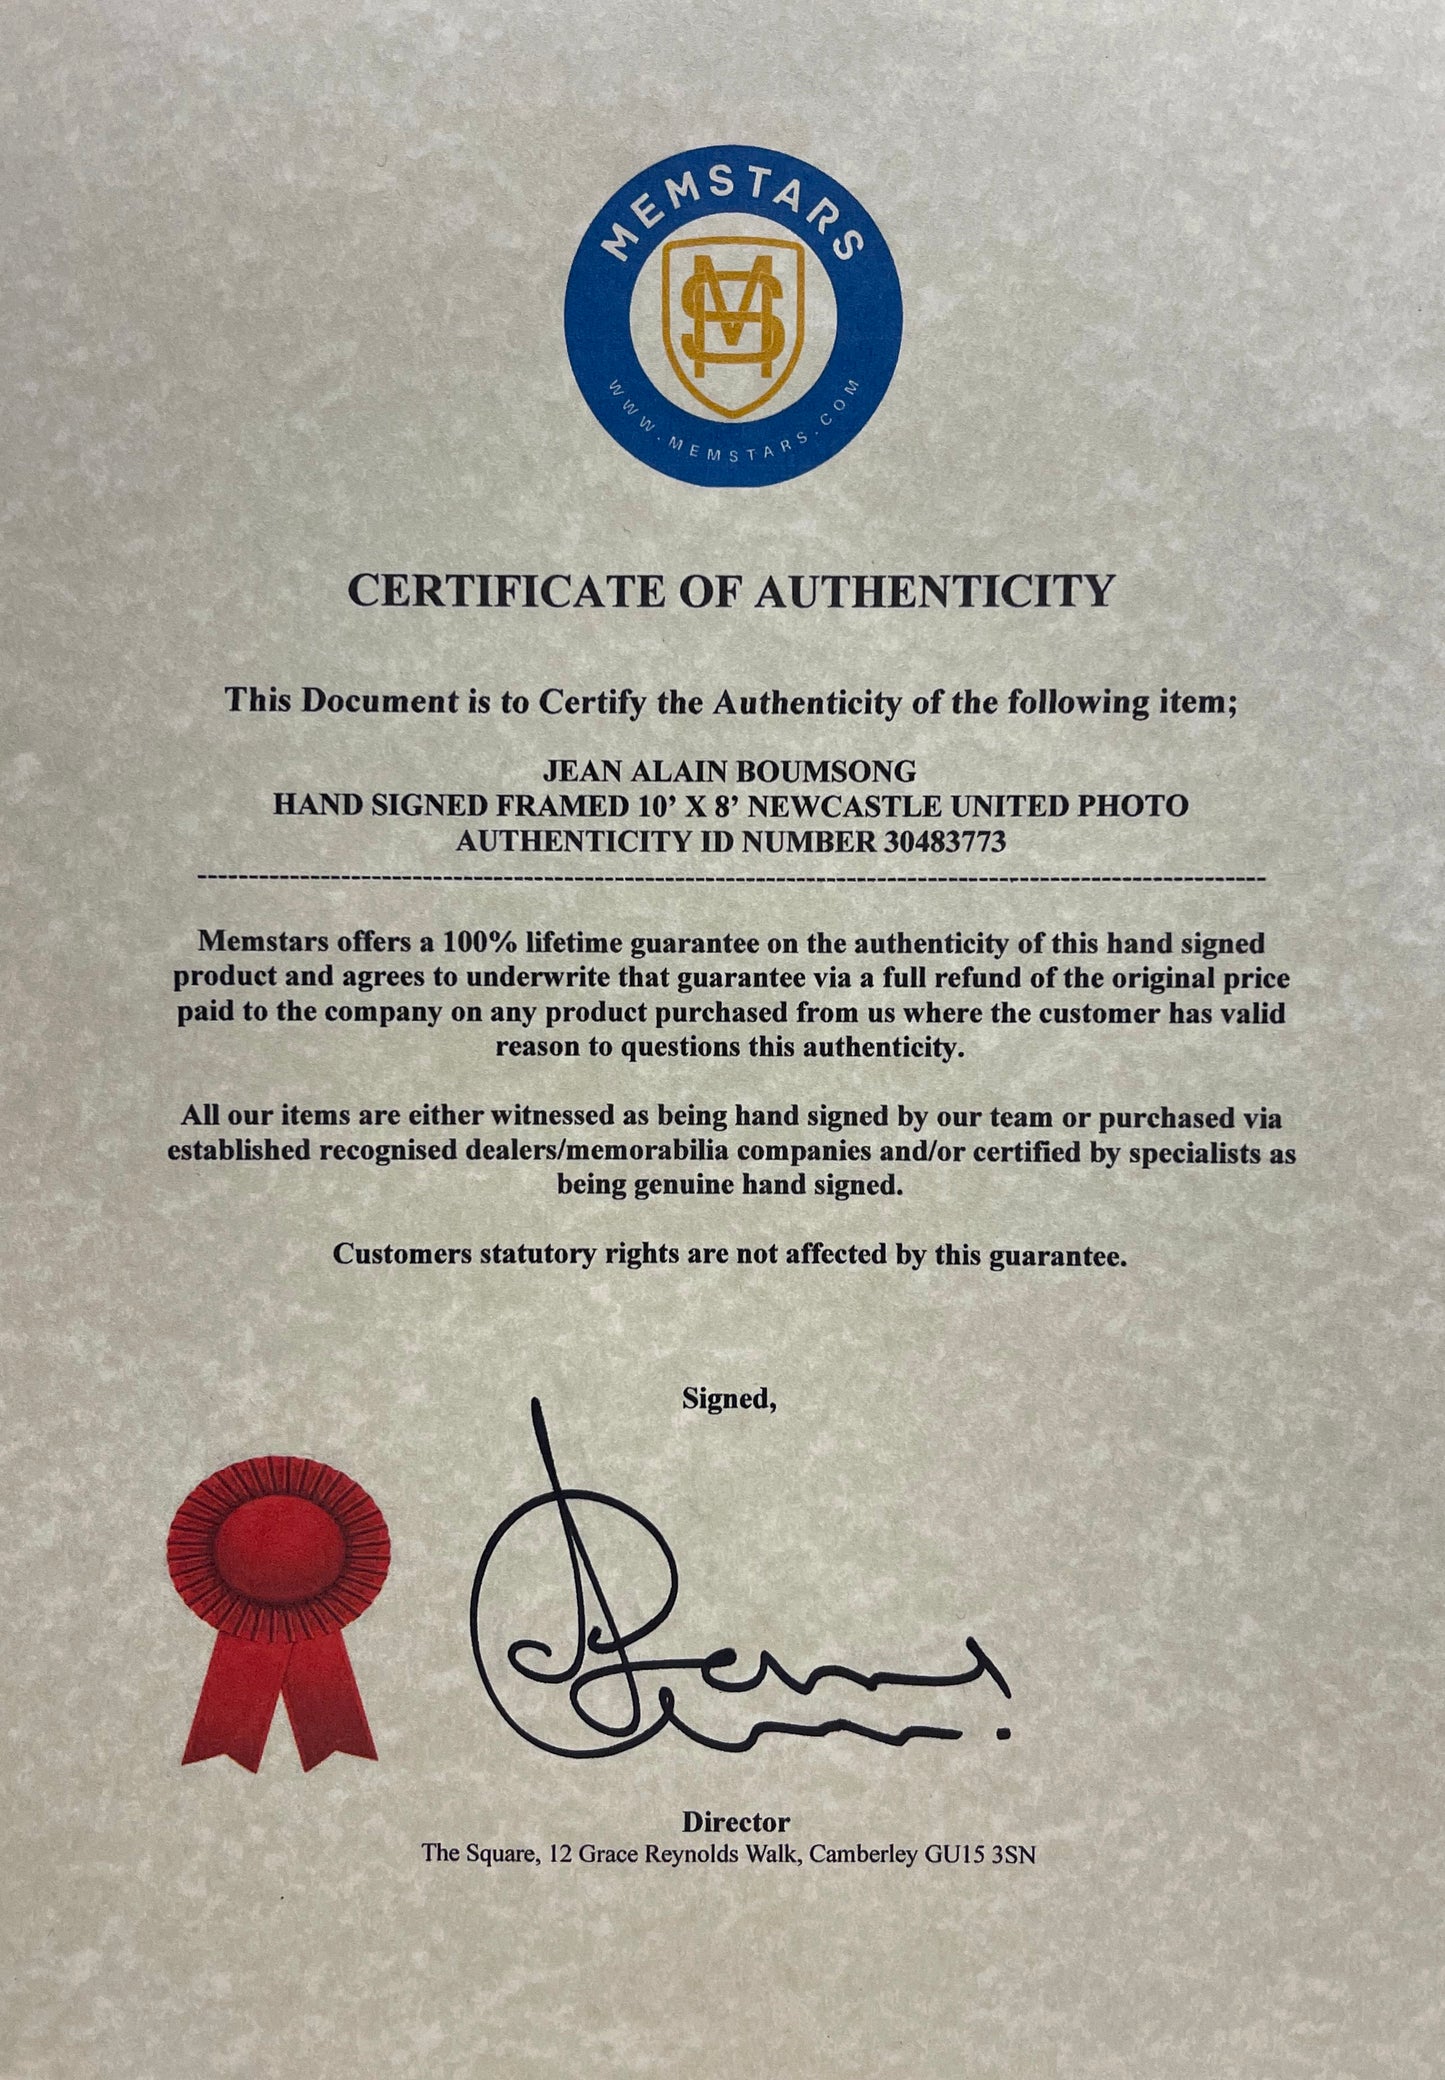 MEMSTARS
WWW.MEMSTARS.COM
CERTIFICATE OF AUTHENTICITY
This Document is to Certify the Authenticity of the following item;
JEAN ALAIN BOUMSONG
HAND SIGNED FRAMED 10’ X 8’ NEWCASTLE UNITED PHOTO
AUTHENTICITY ID NUMBER 30483773
Memstars offers a 100% lifetime guarantee on the authenticity of this hand signed
product and agrees to underwrite that guarantee via a full refund of the original price
paid to the company on any product purchased from us where the customer has valid
reason to questions this authenticity.
All our items are either witnessed as being hand signed by our team or purchased via
established recognised dealers/memorabilia companies and/or certified by specialists as
being genuine hand signed.
Customers statutory rights are not affected by this guarantee.
Signed,
Director
The Square, 12 Grace Reynolds Walk, Camberley GU15 3SN